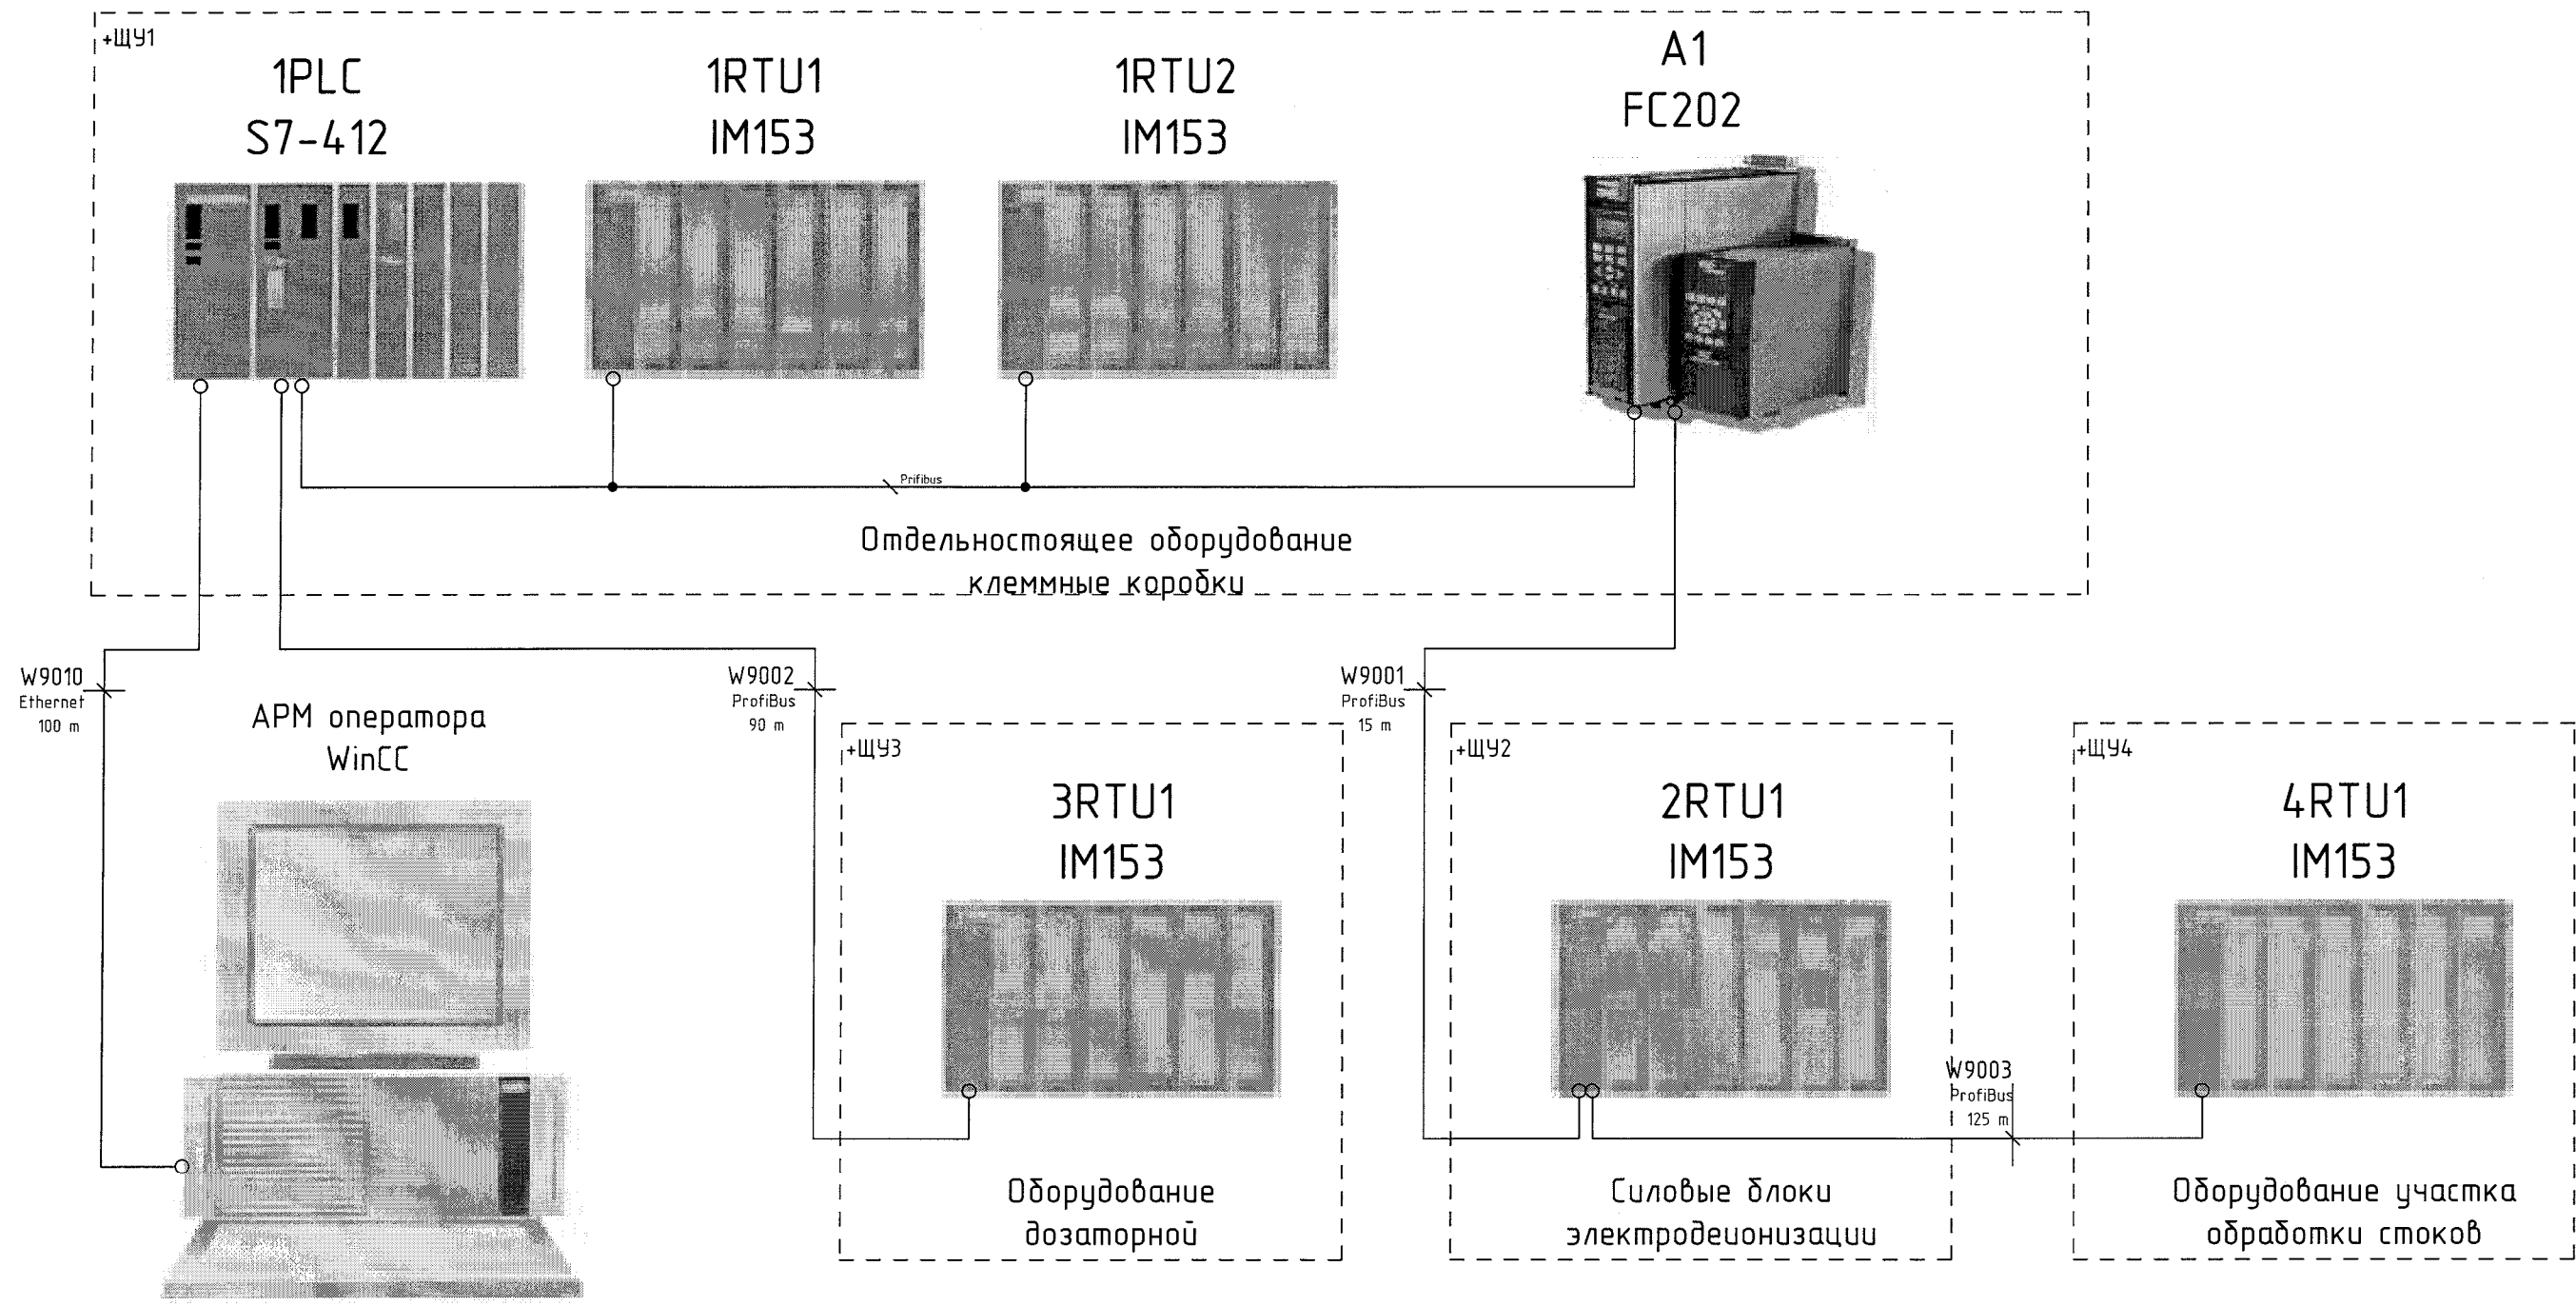 +ЩУ1
1PLC
S7-412
1RTU1
IM153
1RTU2
IM153
A1
FC202
Prifibus
Отдельностоящее оборудование
клеммные коробки
W9010
Ethernet
100 m
АРМ оператора
WinCC
W9002
ProfiBus
90 m
+ЩУ3
3RTU1
IM153
Оборудование
дозаторной
W9001
ProfiBus
15 m
+ЩУ2
2RTU1
IM153
Силовые блоки
электродеионизации
W9003
ProfiBus
125 m
+ЩУ4
4RTU1
IM153
Оборудование участка
обработки стоков